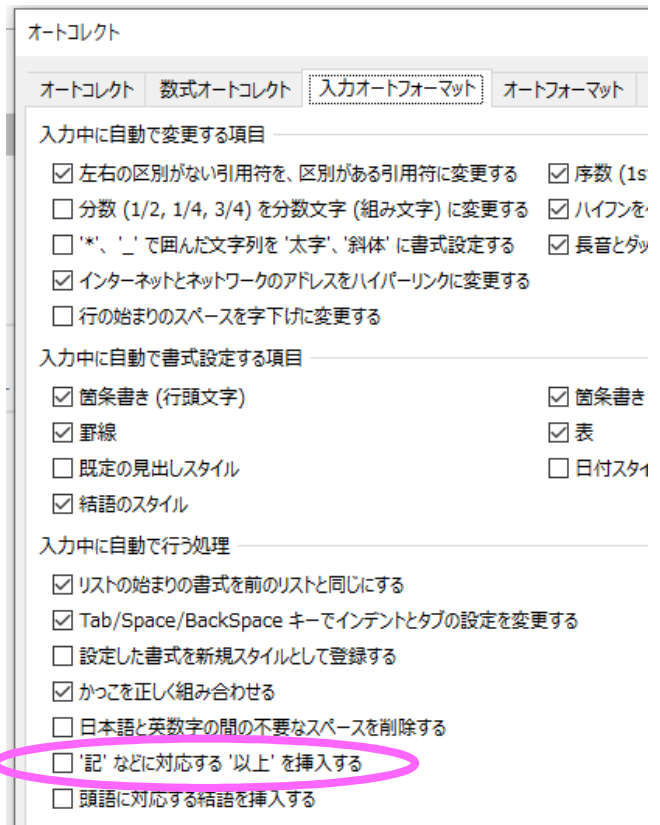 オートコレクト
オートコレクト 数式オートコレクト 入力オートフォーマット オートフォーマット
入力中に自動で変更する項目
左右の区別がない引用符を、区別がある引用符に変更する 序数 (1s
分数 (1/2, 1/4, 3/4) を分数文字 (組み文字) に変更する ハイフンを
'*'、'_' で囲んだ文字列を '太字'、'斜体' に書式設定する 長音とダッ
インターネットとネットワークのアドレスをハイパーリンクに変更する
行の始まりのスペースを字下げに変更する
入力中に自動で書式設定する項目
箇条書き (行頭文字) 箇条書き
罫線 表
既定の見出しスタイル 日付スタイ
結語のスタイル
入力中に自動で行う処理
リストの始まりの書式を前のリストと同じにする
Tab/Space/BackSpace キーでインデントとタブの設定を変更する
設定した書式を新規スタイルとして登録する
かっこを正しく組み合わせる
日本語と英数字の間の不要なスペースを削除する
'記' などに対応する '以上' を挿入する
頭語に対応する結語を挿入する